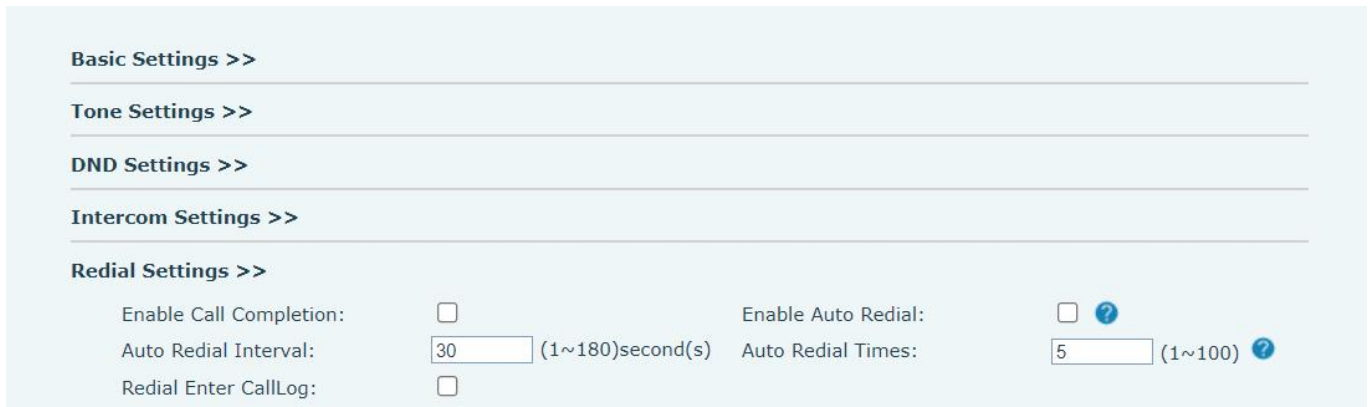 Basic Settings >>
Tone Settings >>
DND Settings >>
Intercom Settings >>
Redial Settings >>
Enable Call Completion: Enable Auto Redial: ?
Auto Redial Interval: 30 (1~180)second(s) Auto Redial Times: 5 (1~100) ?
Redial Enter CallLog: